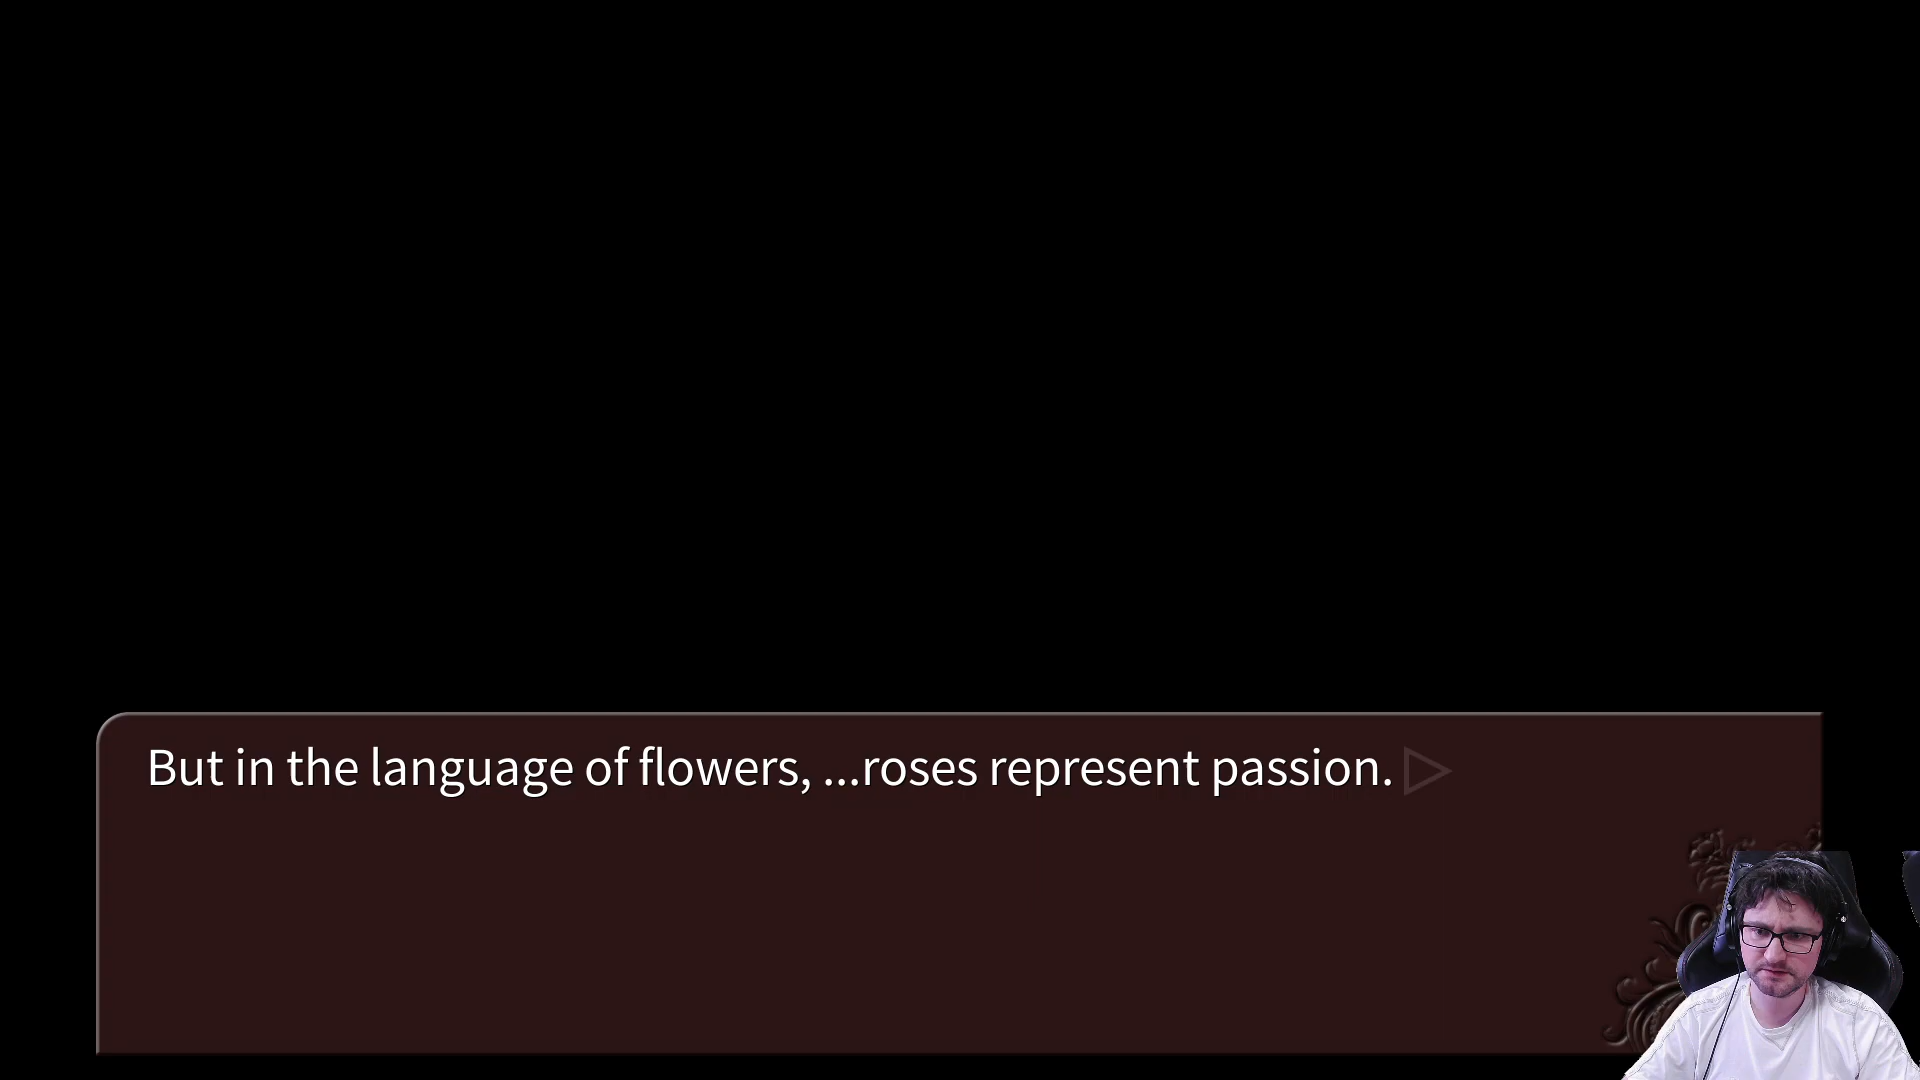 But in the language of flowers, ...roses represent passion.